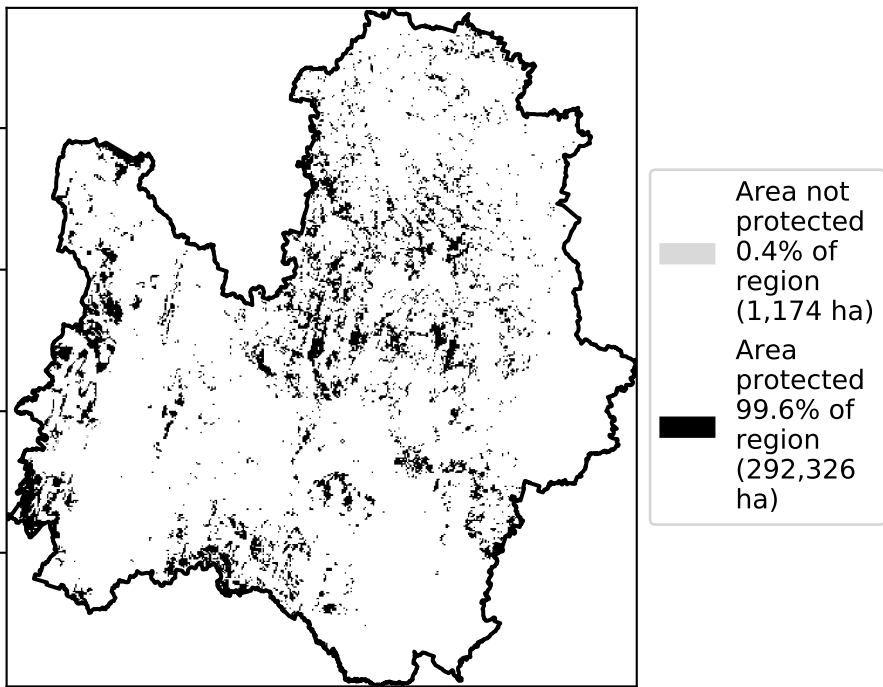 Area not
protected
0.4% of
region
(1,174 ha)
Area
protected
99.6% of
region
(292,326
ha)